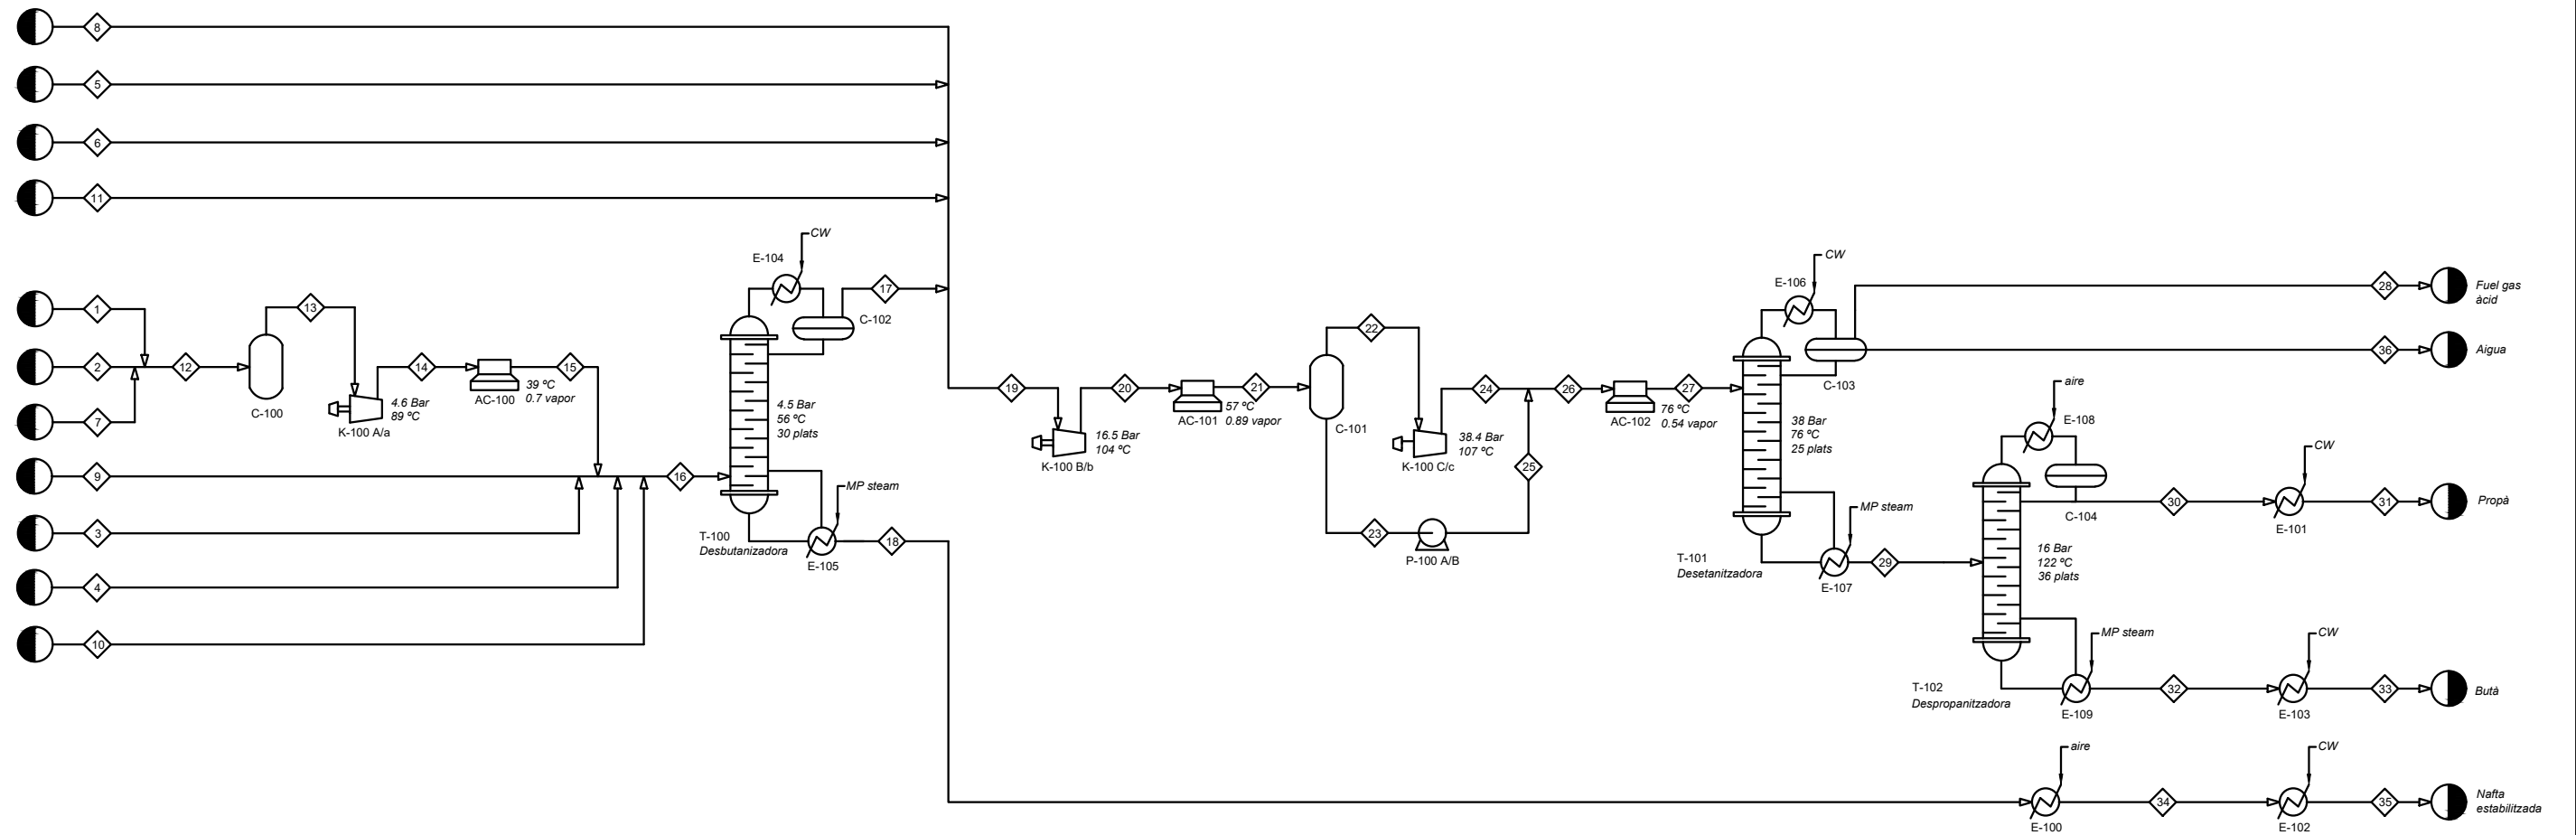 8
5
6
11
1
2
7
9
3
4
10
12
C-100
13
K-100 A/a
4.6 Bar
89 ºC
14
AC-100
39 ºC
0.7 vapor
15
16
E-104
CW
C-102
17
4.5 Bar
56 ºC
30 plats
MP steam
T-100
Desbutanizadora
E-105
18
19
K-100 B/b
16.5 Bar
104 ºC
20
AC-101
57 ºC
0.89 vapor
21
C-101
22
23
P-100 A/B
K-100 C/c
38.4 Bar
107 ºC
24
25
26
AC-102
76 ºC
0.54 vapor
27
E-106
CW
C-103
38 Bar
76 ºC
25 plats
MP steam
T-101
Desetanitzadora
E-107
29
28
Fuel gas
àcid
36
Aigua
aire
E-108
C-104
16 Bar
122 ºC
36 plats
30
CW
E-101
31
Propà
MP steam
T-102
Despropanitzadora
E-109
32
CW
E-103
33
Butà
aire
E-100
34
CW
E-102
35
Nafta
estabilitzada